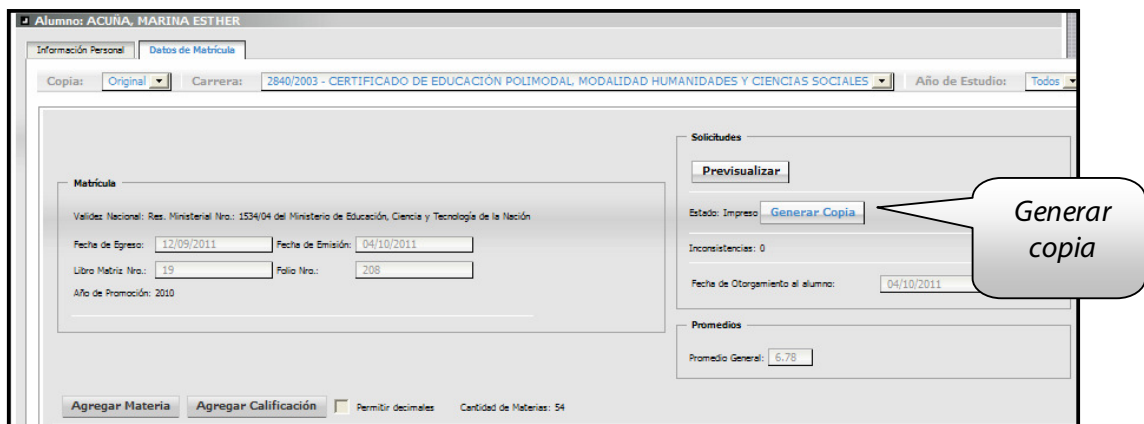 Alumno: ACUÑA, MARINA ESTHER
Información Personal Datos de Matrícula
Copia: Original Carrera: 2840/2003 - CERTIFICADO DE EDUCACIÓN POLIMODAL, MODALIDAD HUMANIDADES Y CIENCIAS SOCIALES Año de Estudio: Todos
Matrícula
Validez Nacional: Res. Ministerial Nro.: 1534/04 del Ministerio de Educación, Ciencia y Tecnología de la Nación
Fecha de Egreso: 12/09/2011 Fecha de Emisión: 04/10/2011
Libro Matriz Nro.: 19 Folio Nro.: 208
Año de Promoción: 2010
Solicitudes
Previsualizar
Estado: Impreso Generar Copia
Inconsistencias: 0
Fecha de Otorgamiento al alumno: 04/10/2011
Promedios
Promedio General: 6.78
Generar
copia
Agregar Materia Agregar Calificación Permitir decimales Cantidad de Materias: 54